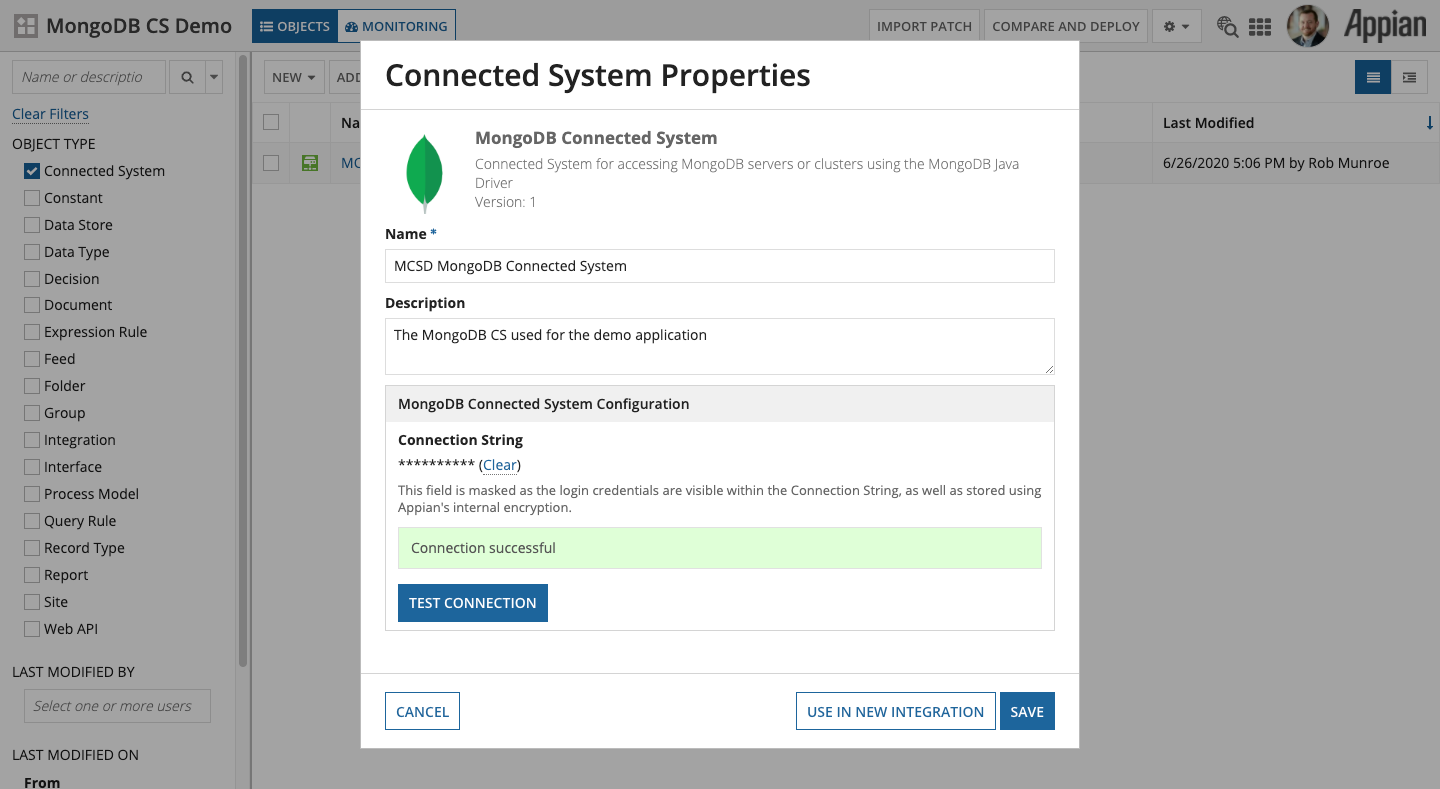 MongoDB CS Demo
OBJECTS
MONITORING
IMPORT PATCH
COMPARE AND DEPLOY
Appian
Name or descriptio
Clear Filters
OBJECT TYPE
Connected System
Constant
Data Store
Data Type
Decision
Document
Expression Rule
Feed
Folder
Group
Integration
Interface
Process Model
Query Rule
Record Type
Report
Site
Web API
LAST MODIFIED BY
Select one or more users
LAST MODIFIED ON
From
NEW
ADD
Na
Last Modified
MC
6/26/2020 5:06 PM by Rob Munroe
Connected System Properties
MongoDB Connected System
Connected System for accessing MongoDB servers or clusters using the MongoDB Java
Driver
Version: 1
Name *
MCSD MongoDB Connected System
Description
The MongoDB CS used for the demo application
MongoDB Connected System Configuration
Connection String
********** (Clear)
This field is masked as the login credentials are visible within the Connection String, as well as stored using
Appian's internal encryption.
Connection successful
TEST CONNECTION
CANCEL
USE IN NEW INTEGRATION
SAVE